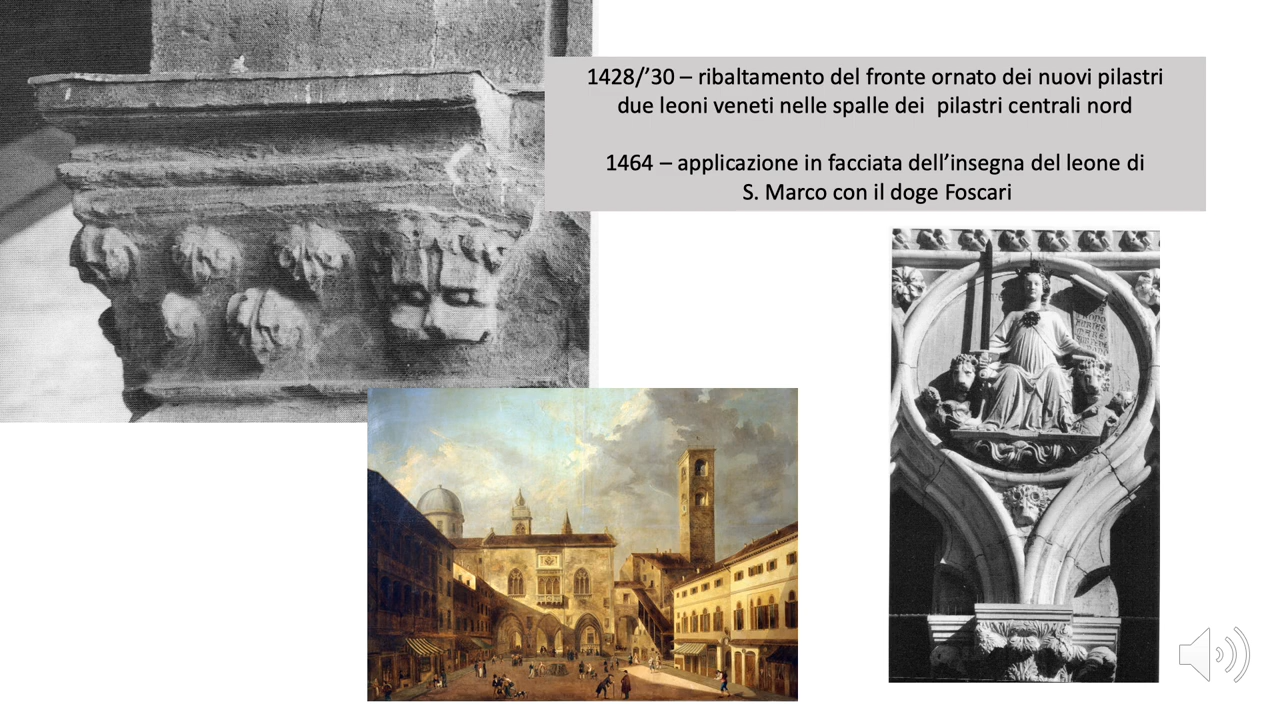 1428/’30 – ribaltamento del fronte ornato dei nuovi pilastri
due leoni veneti nelle spalle dei  pilastri centrali nord
1464 – applicazione in facciata dell’insegna del leone di
S. Marco con il doge Foscari